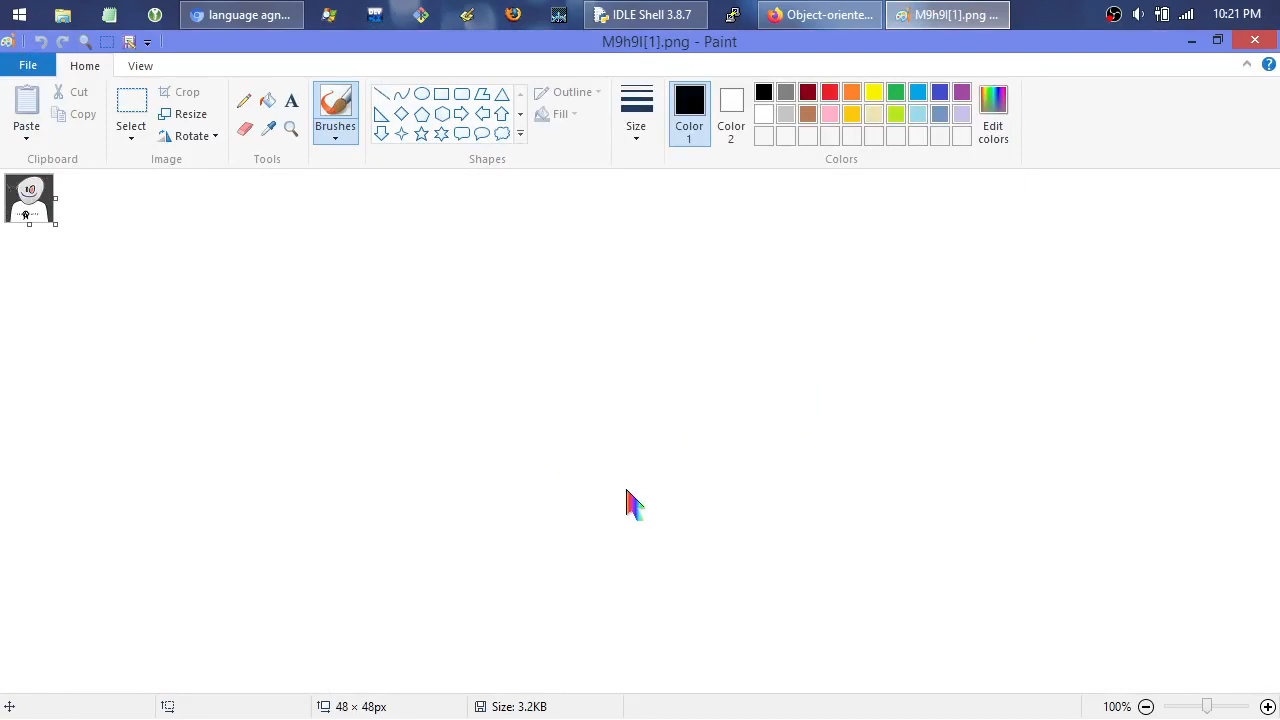 language agn...
IDLE Shell 3.8.7
Object-oriente...
M9h9I[1].png ...
10:21 PM
M9h9I[1].png - Paint
File
Home
View
Paste
Cut
Copy
Clipboard
Select
Crop
Resize
Rotate
Image
Tools
Brushes
Shapes
Outline
Fill
Size
Color 1
Color 2
Edit colors
Colors
48 × 48px
Size: 3.2KB
100%